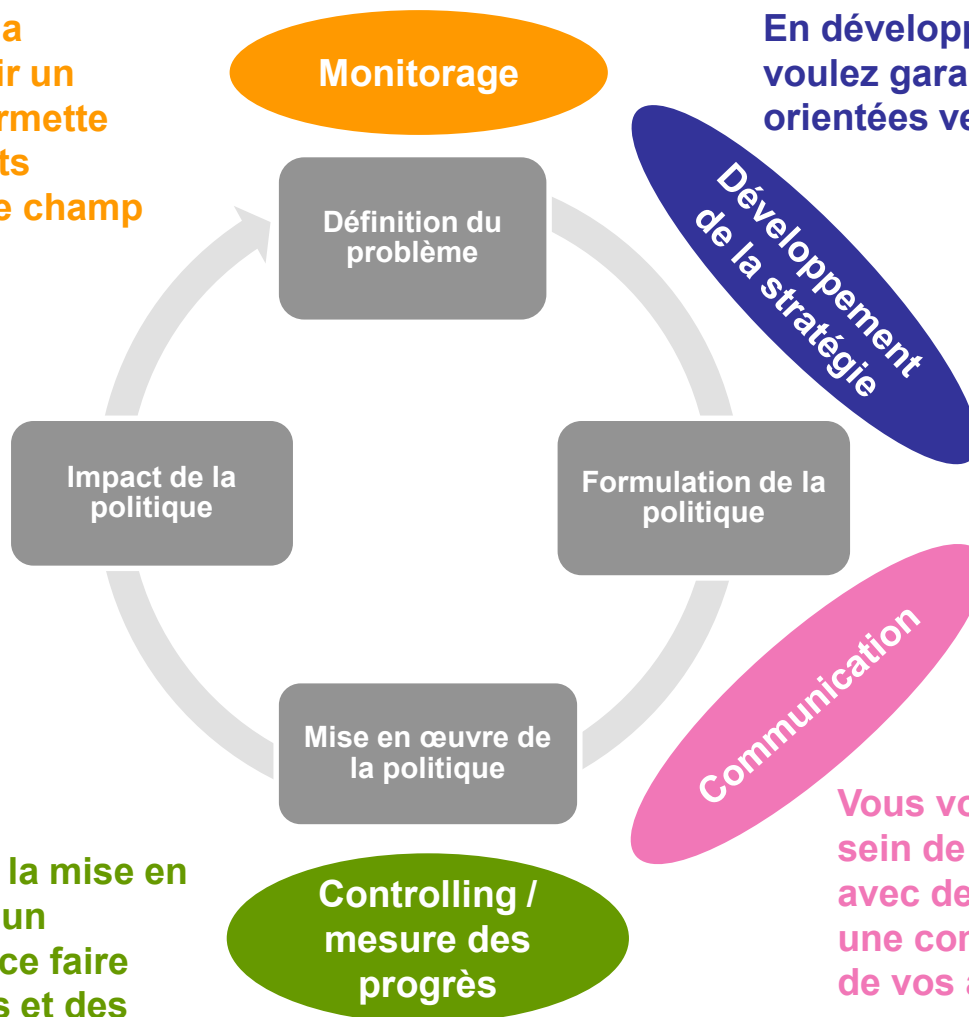 a
ir un
rmette
ts
e champ
Monitorage
En développ
voulez gara
orientées ve
Développement
de la stratégie
Définition du
problème
Impact de la
politique
Formulation de la
politique
Mise en œuvre de
la politique
Communication
la mise en
un
ce faire
s et des
Controlling /
mesure des
progrès
Vous vo
sein de
avec de
une
de vos a